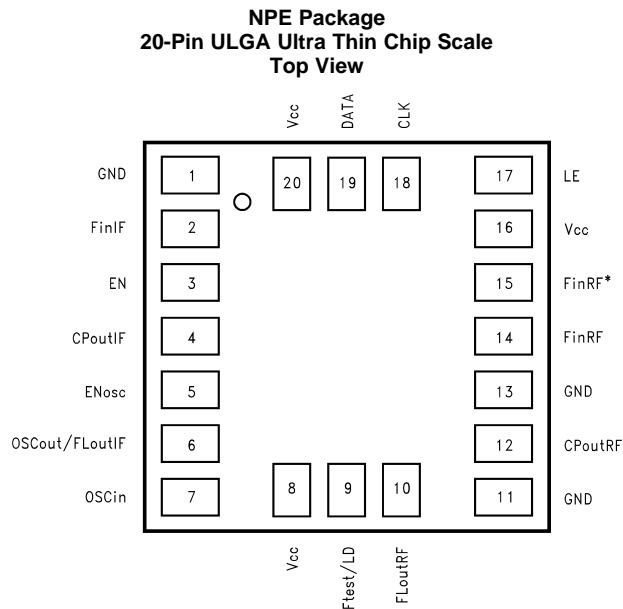 NPE Package
20-Pin ULGA Ultra Thin Chip Scale
Top View
Vcc
DATA
CLK
GND
1
20
19
18
17
LE
FinIF
2
16
Vcc
EN
3
15
FinRF*
CPoutIF
4
14
FinRF
ENosc
5
13
GND
OSCout/FLoutIF
6
12
CPoutRF
OSCin
7
8
9
10
11
GND
Vcc
Ftest/LD
FLoutRF